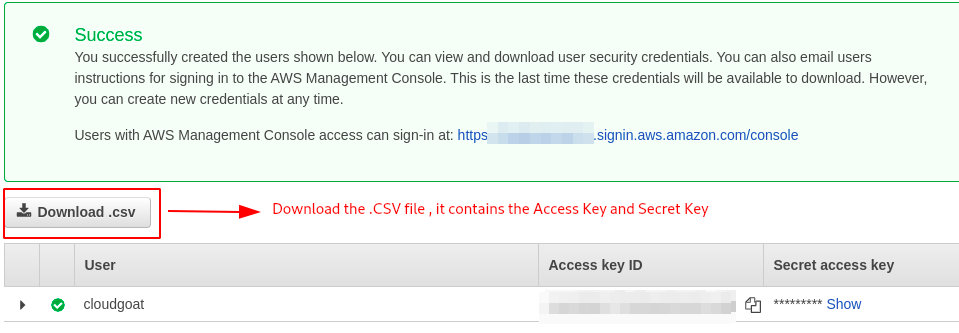 Success
You successfully created the users shown below. You can view and download user security credentials. You can also email users
instructions for signing in to the AWS Management Console. This is the last time these credentials will be available to download. However,
you can create new credentials at any time.
Users with AWS Management Console access can sign-in at: https .signin.aws.amazon.com/console
Download .csv Download the .CSV file , it contains the Access Key and Secret Key
User Access key ID Secret access key
cloudgoat ********* Show